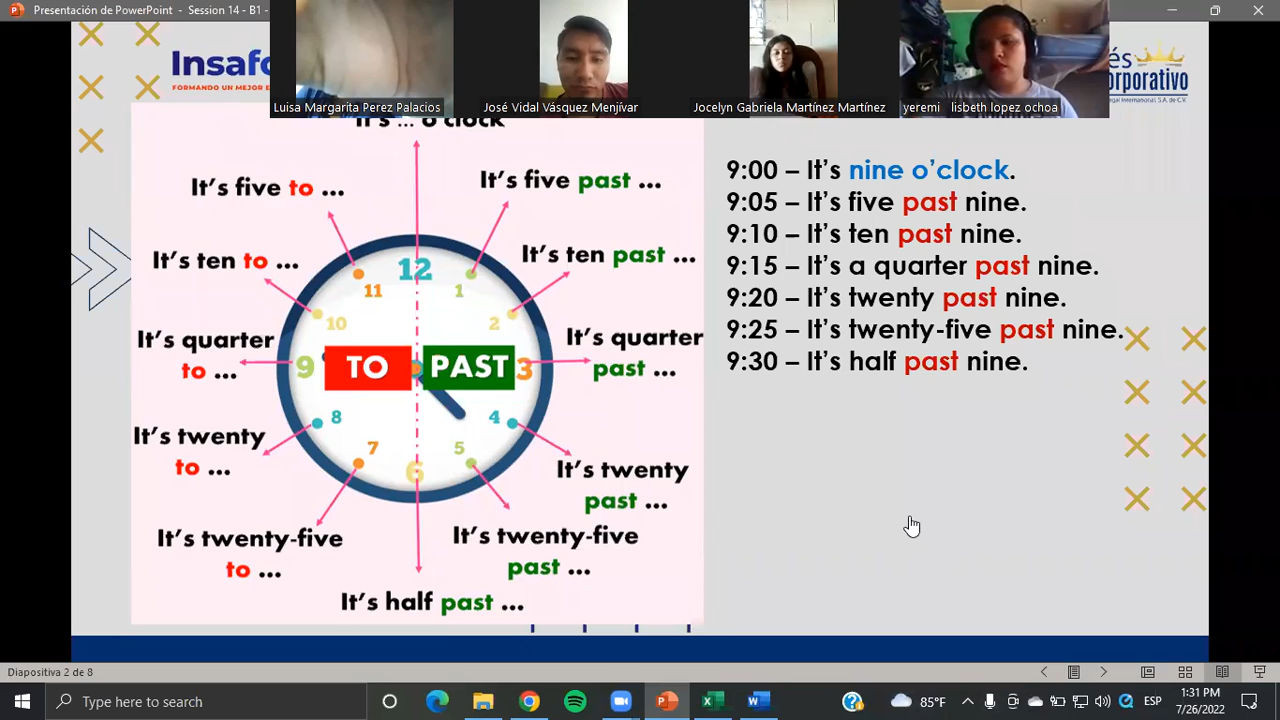 Presentación de PowerPoint - Session 14 - B1 -
Luisa Margarita Perez Palacios
José Vidal Vásquez Menjívar
Jocelyn Gabriela Martínez Martínez
yeremi lisbeth lopez ochoa
It's ... o'clock
It's five to ...
It's five past ...
It's ten to ...
It's ten past ...
It's quarter
to ...
It's quarter
past ...
It's twenty
to ...
It's twenty
past ...
It's twenty-five
to ...
It's twenty-five
past ...
It's half past ...
12
11
1
10
2
9
TO
PAST
3
8
4
7
5
6
9:00 – It's nine o'clock.
9:05 – It's five past nine.
9:10 – It's ten past nine.
9:15 – It's a quarter past nine.
9:20 – It's twenty past nine.
9:25 – It's twenty-five past nine.
9:30 – It's half past nine.
Diapositiva 2 de 8
Type here to search
85°F
ESP
1:31 PM
7/26/2022